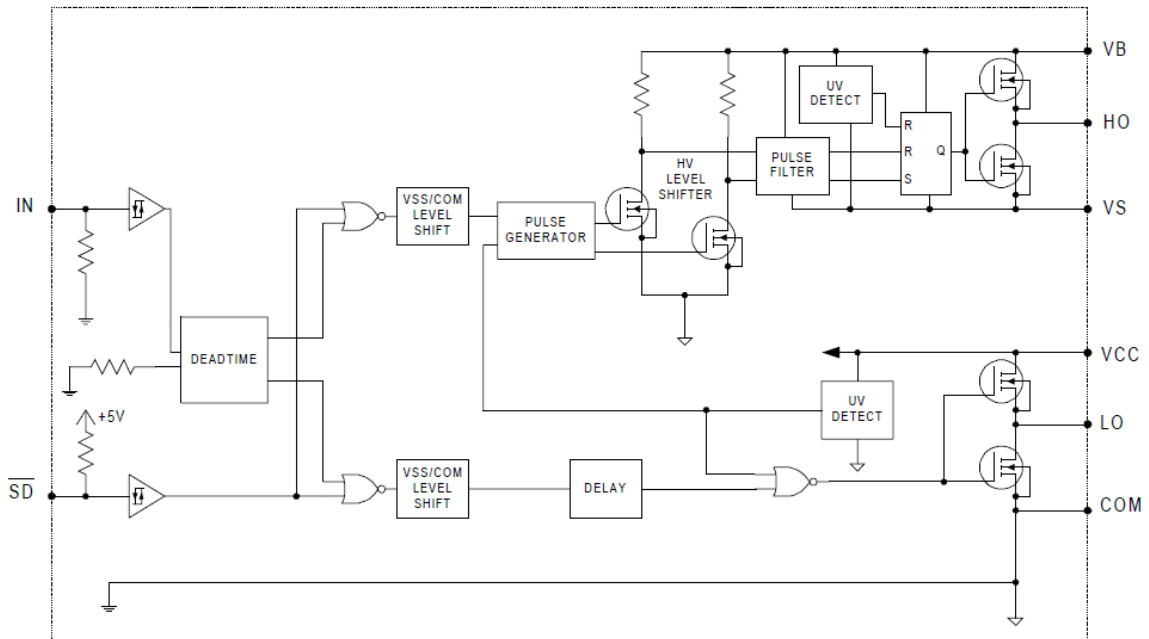 VB
UV
DETECT
R
HO
R
Q
PULSE
FILTER
S
HV
LEVEL
SHIFTER
IN
VSS/COM
LEVEL
SHIFT
PULSE
GENERATOR
VS
DEADTIME
VCC
UV
DETECT
+5V
LO
SD
VSS/COM
LEVEL
SHIFT
DELAY
COM